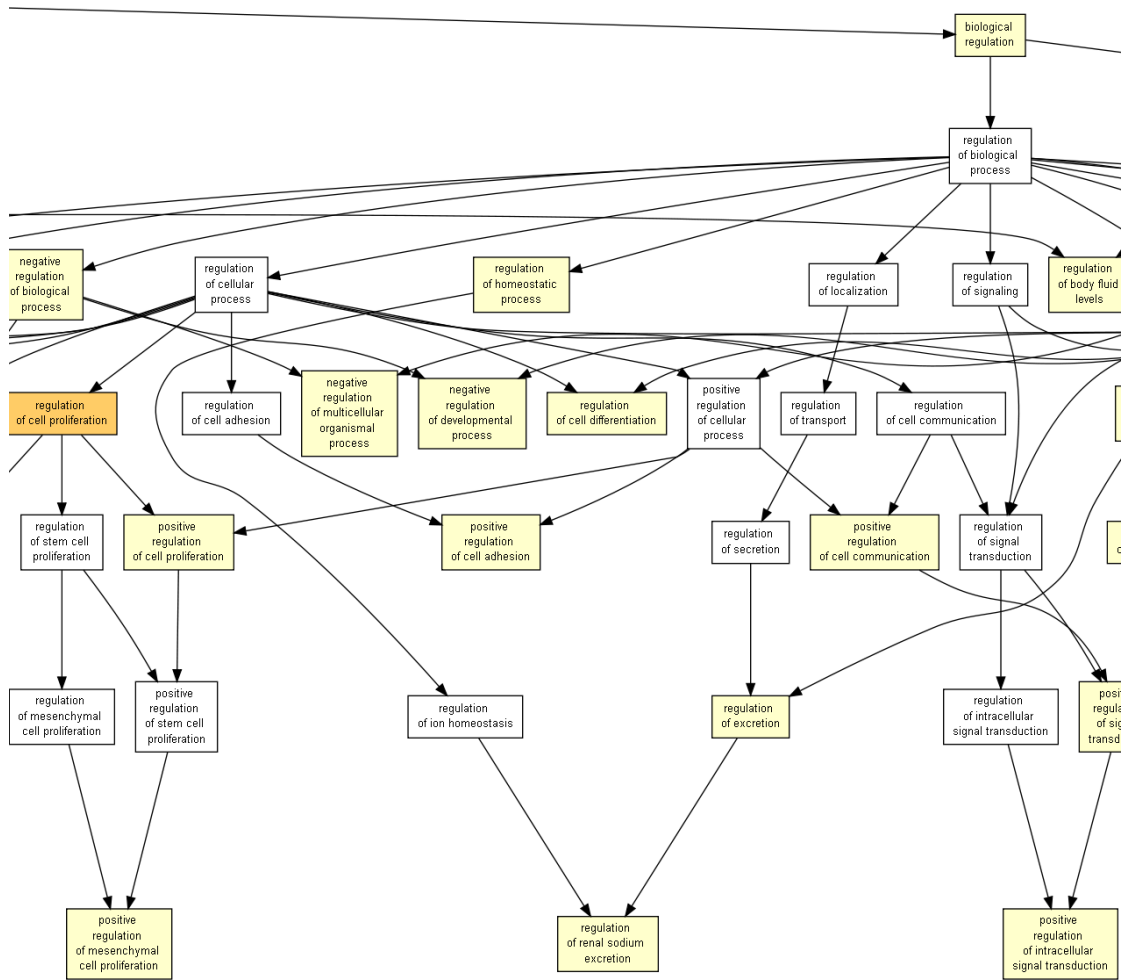 biological
regulation
regulation
of biological
process
negative
regulation
of biological
process
regulation
of cellular
process
regulation
of homeostatic
process
regulation
of localization
regulation
of signaling
regulation
of body fluid
levels
regulation
of cell proliferation
regulation
of cell adhesion
negative
regulation
of multicellular
organismal
process
negative
regulation
of developmental
process
regulation
of cell differentiation
positive
regulation
of cellular
process
regulation
of transport
regulation
of cell communication
regulation
of stem cell
proliferation
positive
regulation
of cell proliferation
positive
regulation
of cell adhesion
regulation
of secretion
positive
regulation
of cell communication
regulation
of signal
transduction
regulation
of mesenchymal
cell proliferation
positive
regulation
of stem cell
proliferation
regulation
of ion homeostasis
regulation
of excretion
regulation
of intracellular
signal transduction
positive
regulation
of mesenchymal
cell proliferation
regulation
of renal sodium
excretion
positive
regulation
of intracellular
signal transduction